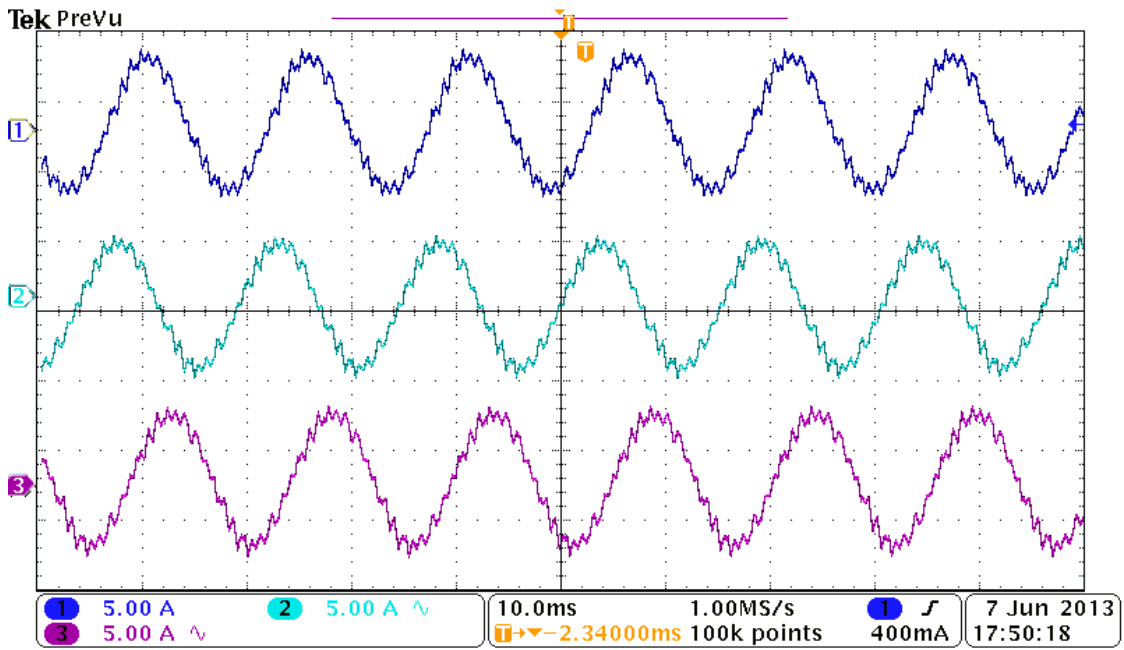 Tek PreVu
T
T
1
2
3
1 5.00 A 2 5.00 A
3 5.00 A
10.0ms 1.00MS/s 1
T→▼−2.34000ms 100k points 400mA
7 Jun 2013
17:50:18